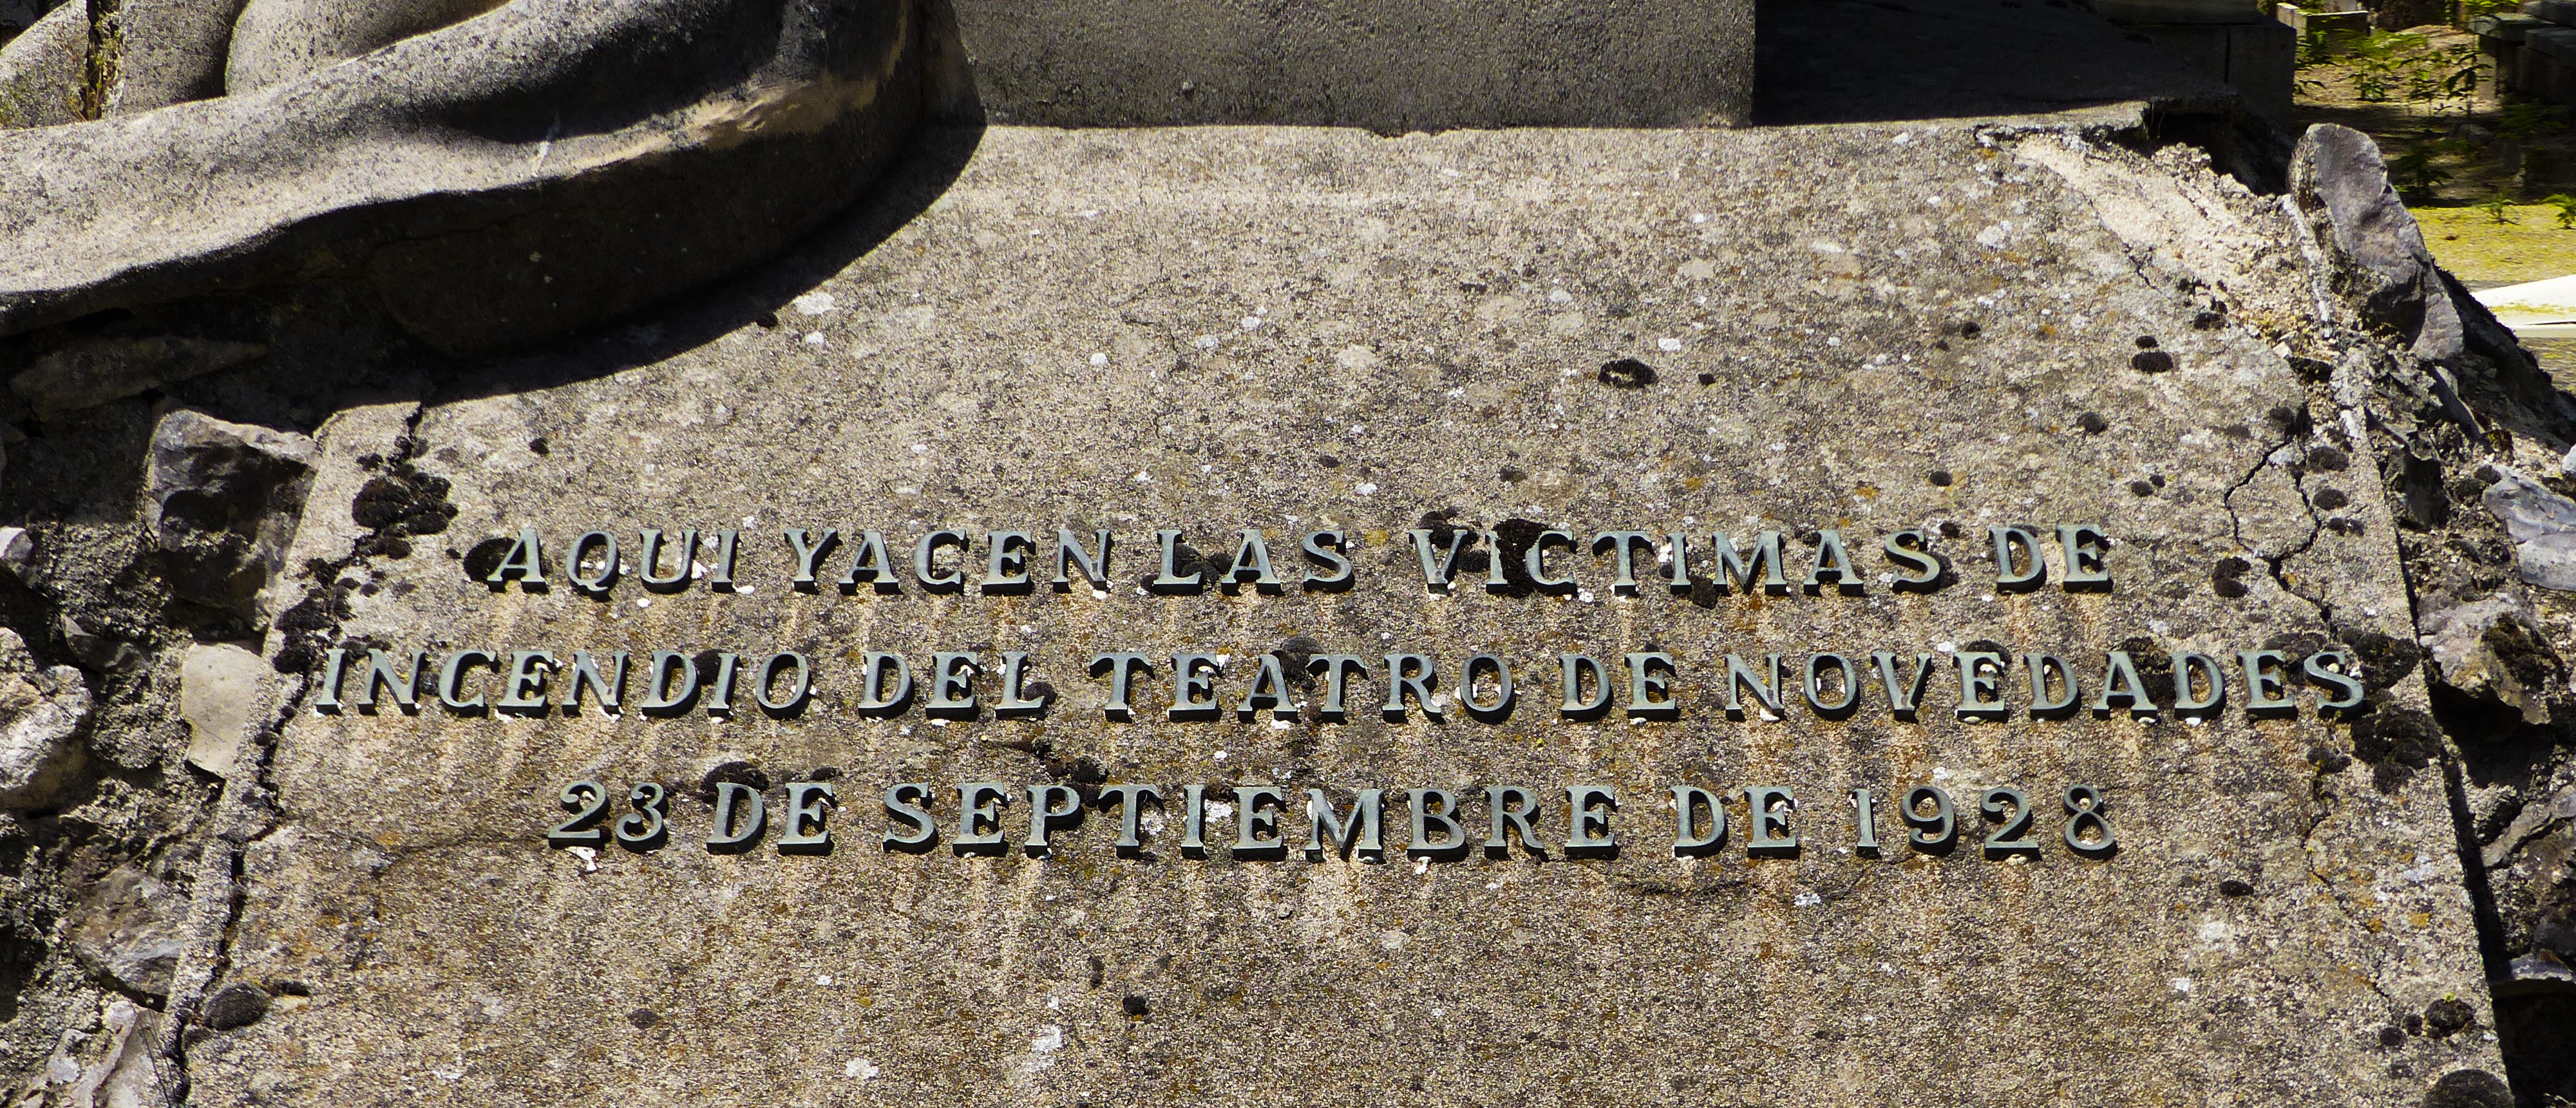 AQUI YACEN LAS VICTIMAS DE
INCENDIO DEL TEATRO DE NOVEDADES
23 DE SEPTIEMBRE DE 1928